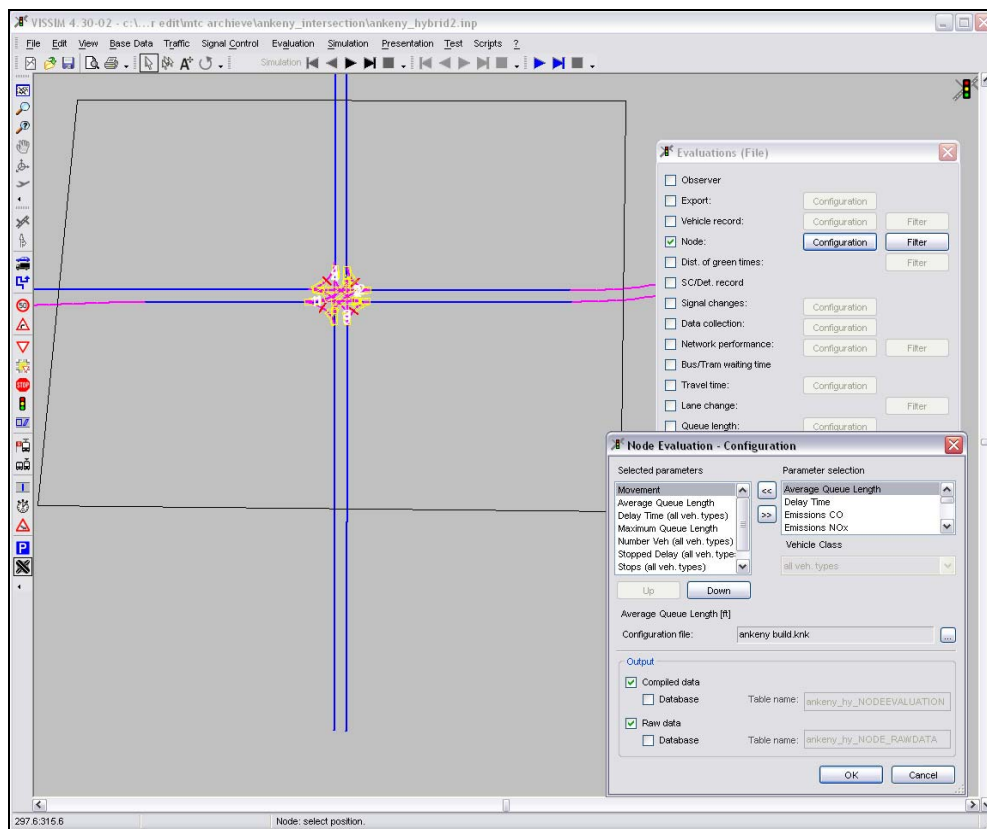 VISSIM 4.30-02 - c:\...r edit\mtc archieve\ankeny_intersection\ankeny_hybrid2.inp
File Edit View Base Data Traffic Signal Control Evaluation Simulation Presentation Test Scripts ?
Simulation
Evaluations (File)
Observer
Export: Configuration
Vehicle record: Configuration Filter
Node: Configuration Filter
Dist. of green times: Filter
SC/Det. record
Signal changes: Configuration
Data collection: Configuration
Network performance: Configuration Filter
Bus/Tram waiting time
Travel time: Configuration
Lane change: Filter
Queue length: Configuration
Node Evaluation - Configuration
Selected parameters
Parameter selection
Movement
Average Queue Length
Delay Time (all veh. types)
Maximum Queue Length
Number Veh (all veh. types)
Stopped Delay (all veh. type
Stops (all veh. types)
<<
>>
Average Queue Length
Delay Time
Emissions CO
Emissions NOx
Vehicle Class
all veh. types
Up Down
Average Queue Length [ft]
Configuration file: ankeny build.knk ...
Output
Compiled data
Database Table name: ankeny_hy_NODEEVALUATION
Raw data
Database Table name: ankeny_hy_NODE_RAWDATA
OK Cancel
50
STOP
P
297.6:315.6 Node: select position.